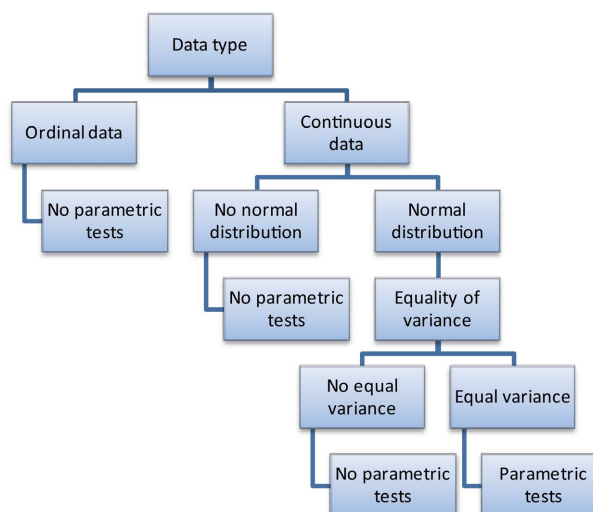 Data type
Ordinal data
Continuous
data
No parametric
tests
No normal
distribution
Normal
distribution
No parametric
tests
Equality of
variance
No equal
variance
Equal variance
No parametric
tests
Parametric
tests